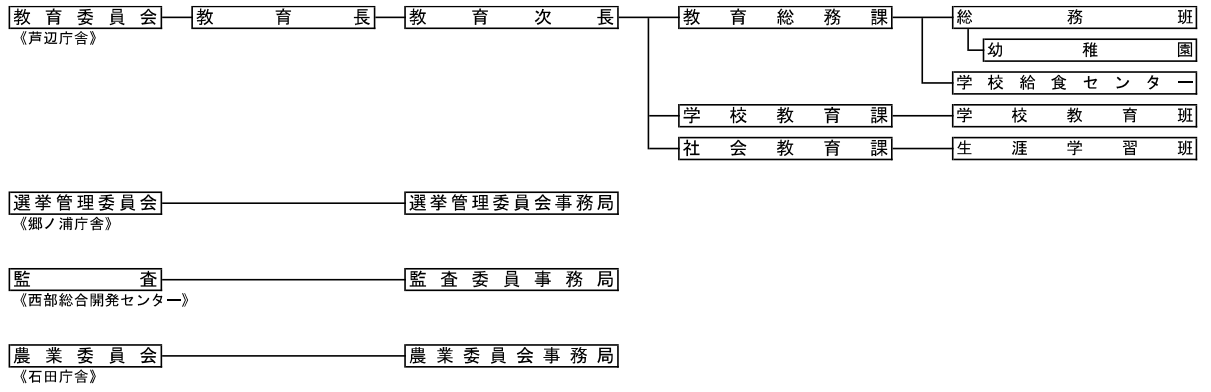 教育委員会 教育長 教育次長 教育総務課 総務班
《芦辺庁舎》
幼稚園
学校給食センター
学校教育課 学校教育班
社会教育課 生涯学習班
選挙管理委員会 選挙管理委員会事務局
《郷ノ浦庁舎》
監査 監査委員事務局
《西部総合開発センター》
農業委員会 農業委員会事務局
《石田庁舎》